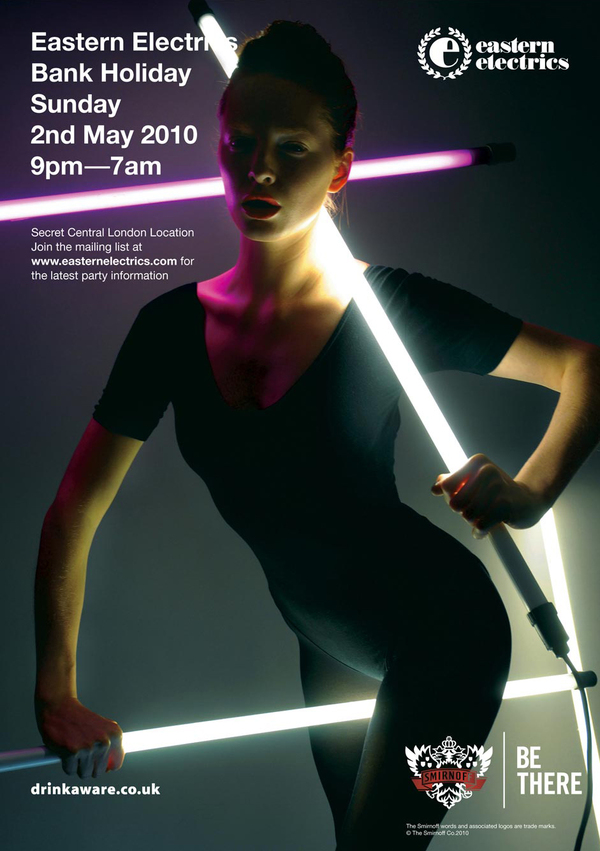 Eastern Electrics
Bank Holiday
Sunday
2nd May 2010
9pm—7am
eastern
electrics
e
Secret Central London Location
Join the mailing list at
www.easternelectrics.com for
the latest party information
drinkaware.co.uk
SMIRNOFF
BE
THERE
The Smirnoff words and associated logos are trade marks.
© The Smirnoff Co.2010